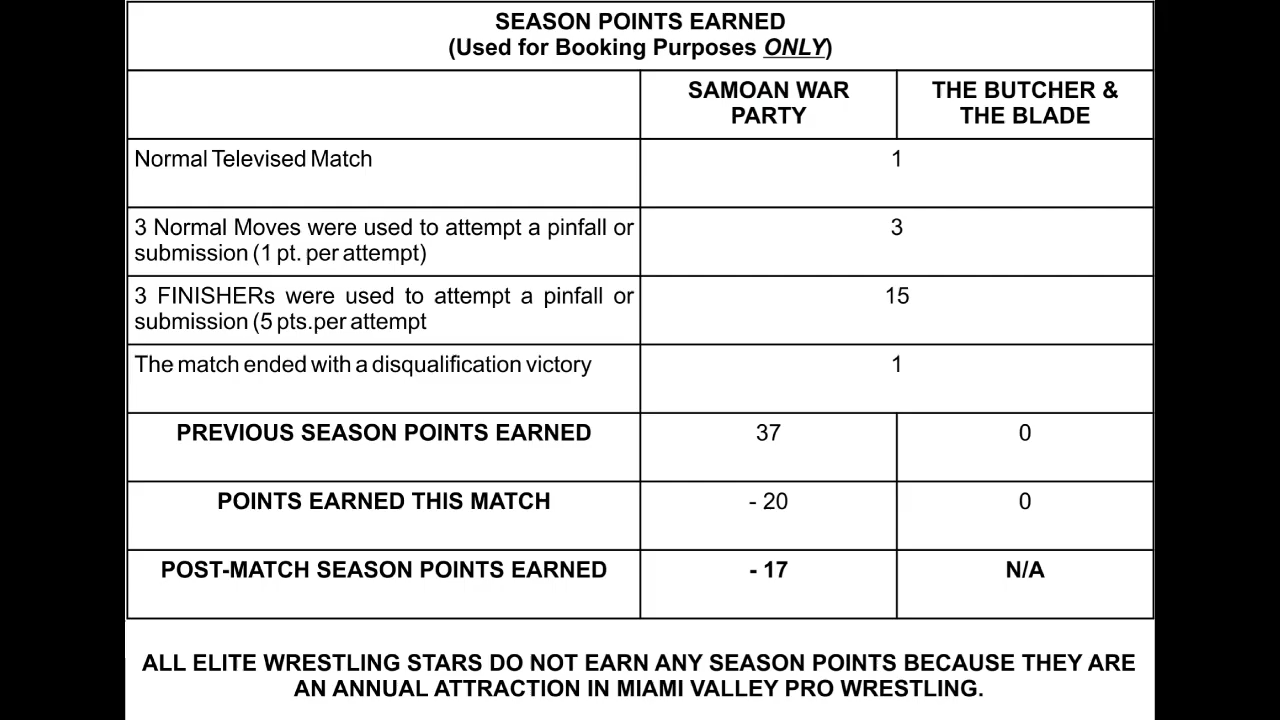 SEASON POINTS EARNED
(Used for Booking Purposes ONLY)
SAMOAN WAR PARTY
THE BUTCHER & THE BLADE
Normal Televised Match
1
3 Normal Moves were used to attempt a pinfall or
submission (1 pt. per attempt)
3
3 FINISHERs were used to attempt a pinfall or
submission (5 pts.per attempt
15
The match ended with a disqualification victory
1
PREVIOUS SEASON POINTS EARNED
37
0
POINTS EARNED THIS MATCH
- 20
0
POST-MATCH SEASON POINTS EARNED
- 17
N/A
ALL ELITE WRESTLING STARS DO NOT EARN ANY SEASON POINTS BECAUSE THEY ARE
AN ANNUAL ATTRACTION IN MIAMI VALLEY PRO WRESTLING.